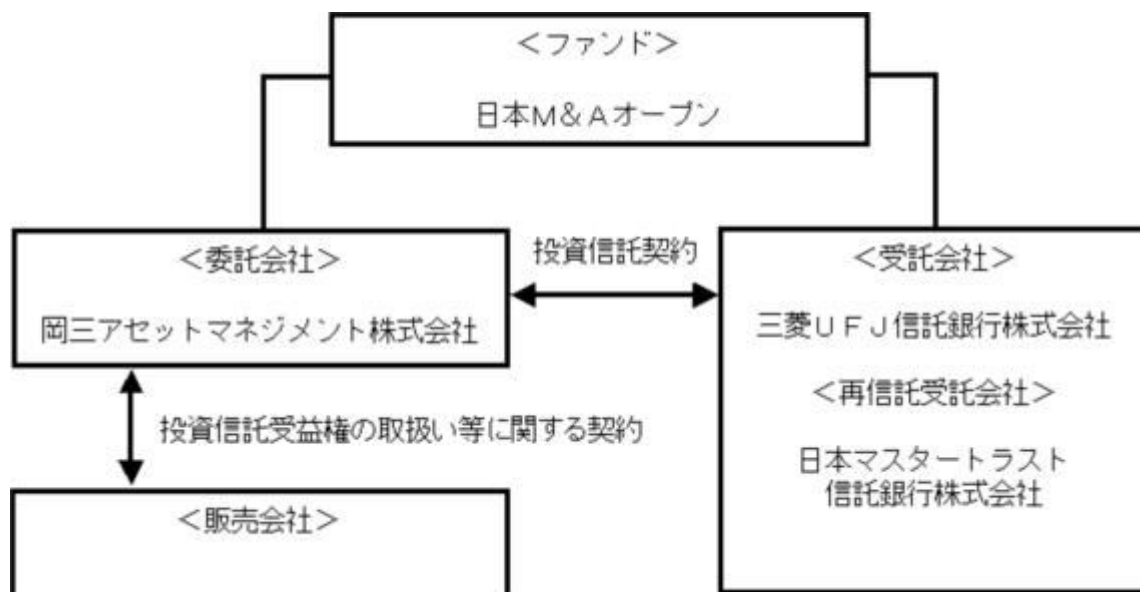 ＜ファンド＞
日本Ｍ＆Ａオープン
＜委託会社＞
岡三アセットマネジメント株式会社
投資信託契約
＜受託会社＞
三菱ＵＦＪ信託銀行株式会社
＜再信託受託会社＞
日本マスタートラスト
信託銀行株式会社
投資信託受益権の取扱い等に関する契約
＜販売会社＞